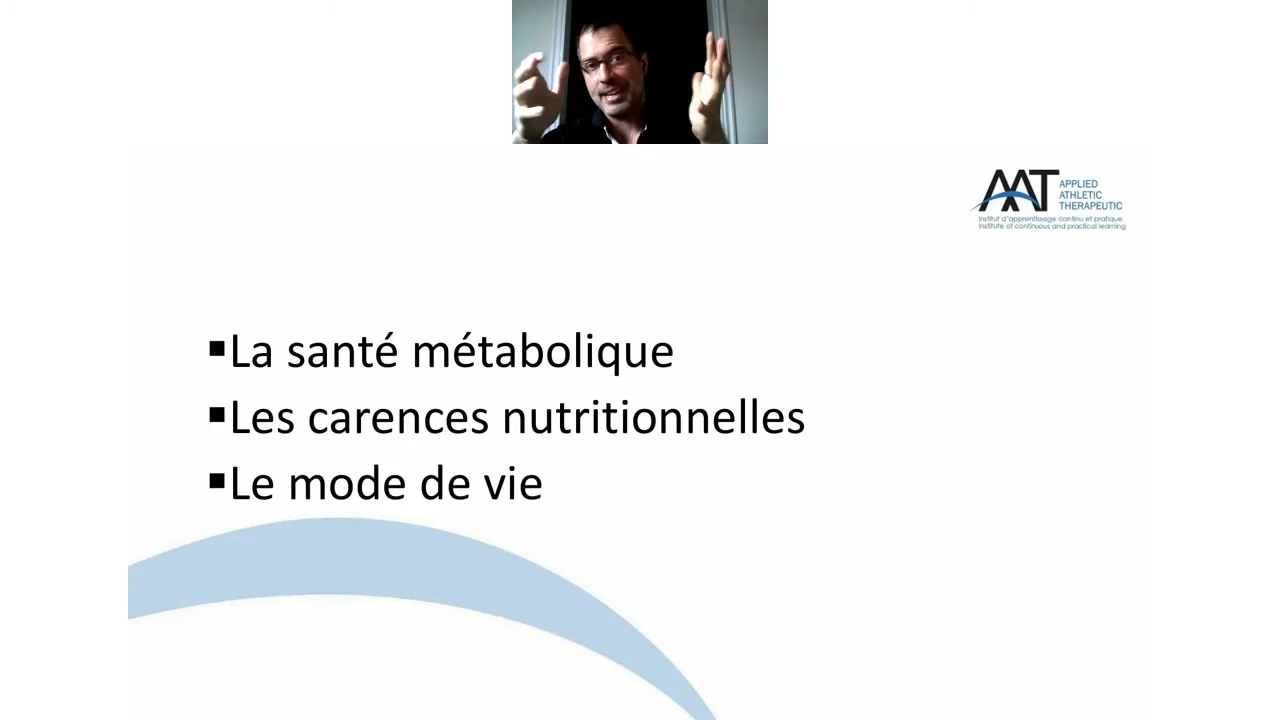 AAT APPLIED
ATHLETIC
THERAPEUTIC
Institut d'apprentissage continu et pratique
Institute of continuous and practical learning
▪La santé métabolique
▪Les carences nutritionnelles
▪Le mode de vie